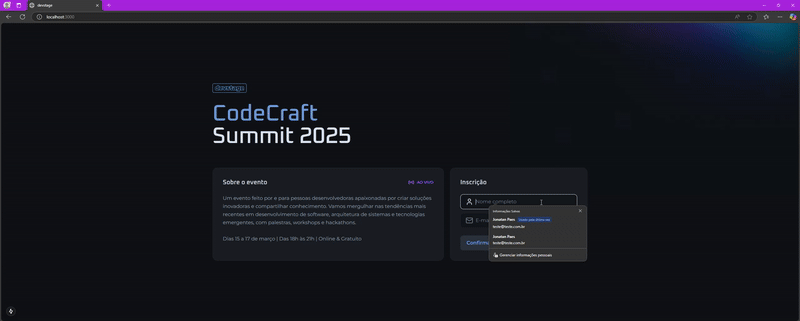 devstage
localhost:3000
devstage
CodeCraft
Summit 2025
Sobre o evento
AO VIVO
Um evento feito por e para pessoas desenvolvedoras apaixonadas por criar soluções
inovadoras e compartilhar conhecimento. Vamos mergulhar nas tendências mais
recentes em desenvolvimento de software, arquitetura de sistemas e tecnologias
emergentes, com palestras, workshops e hackathons.
Dias 15 a 17 de março | Das 18h às 21h | Online & Gratuito
Inscrição
Nome completo
E-ma
Confirma
Informações Salvas
Jonatan Paes
teste@teste.com.br
Jonatan Paes
teste@teste.com.br
Gerenciar informações pessoais